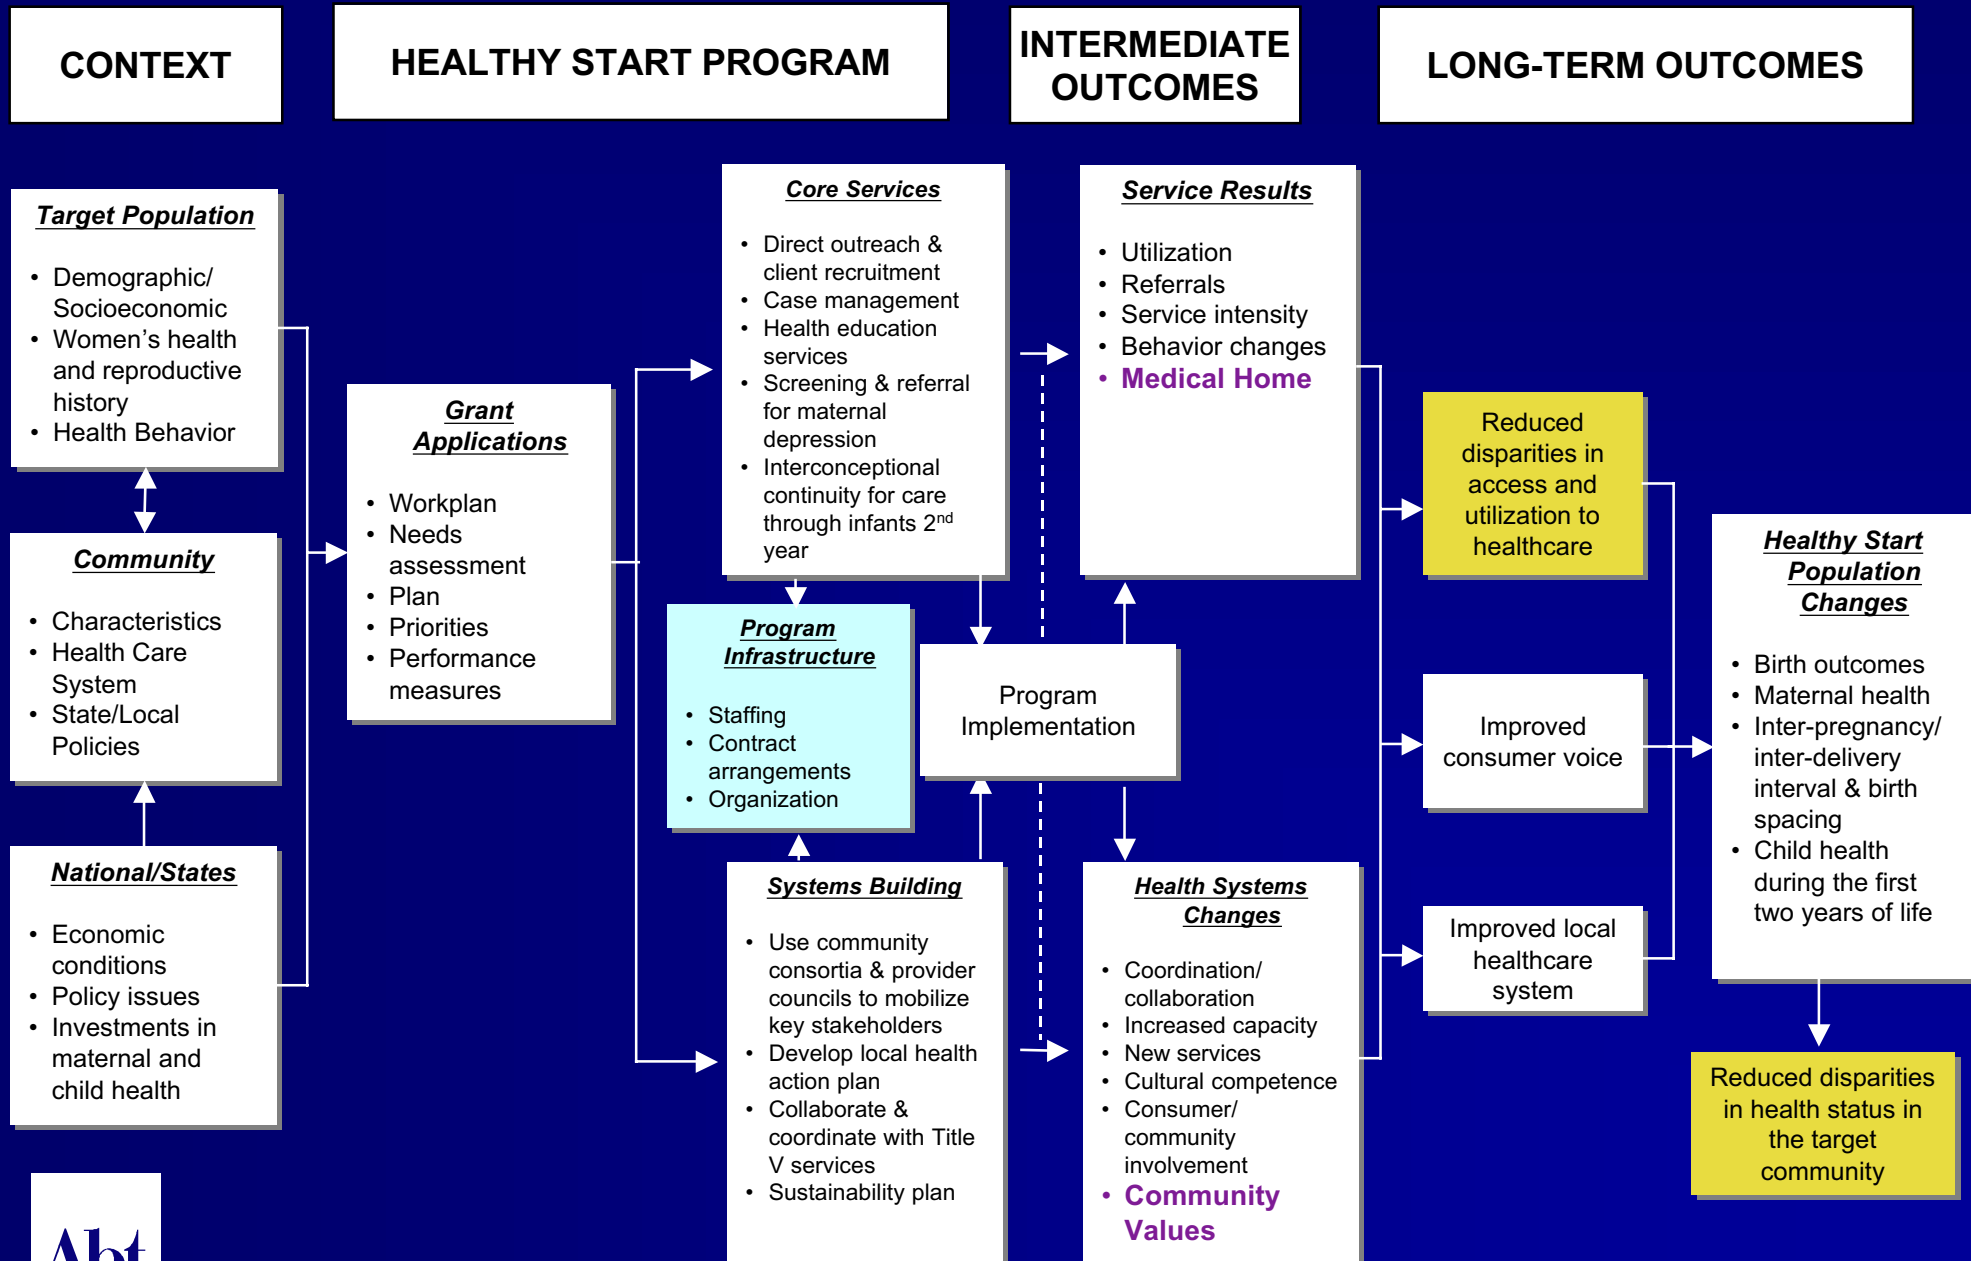 CONTEXT
HEALTHY START PROGRAM
INTERMEDIATE
OUTCOMES
LONG-TERM OUTCOMES
Target Population
• Demographic/
Socioeconomic
• Women’s health
and reproductive
history
• Health Behavior
Community
• Characteristics
• Health Care
System
• State/Local
Policies
National/States
• Economic
conditions
• Policy issues
• Investments in
maternal and
child health
Grant
Applications
• Workplan
• Needs
assessment
• Plan
• Priorities
• Performance
measures
Core Services
• Direct outreach &
client recruitment
• Case management
• Health education
services
• Screening & referral
for maternal
depression
• Interconceptional
continuity for care
through infants 2nd
year
Program
Infrastructure
• Staffing
• Contract
arrangements
• Organization
Program
Implementation
Systems Building
• Use community
consortia & provider
councils to mobilize
key stakeholders
• Develop local health
action plan
• Collaborate &
coordinate with Title
V services
• Sustainability plan
Service Results
• Utilization
• Referrals
• Service intensity
• Behavior changes
• Medical Home
Health Systems
Changes
• Coordination/
collaboration
• Increased capacity
• New services
• Cultural competence
• Consumer/
community
involvement
• Community
Values
Reduced
disparities in
access and
utilization to
healthcare
Improved
consumer voice
Improved local
healthcare
system
Healthy Start
Population
Changes
• Birth outcomes
• Maternal health
• Inter-pregnancy/
inter-delivery
interval & birth
spacing
• Child health
during the first
two years of life
Reduced disparities
in health status in
the target
community
Abt